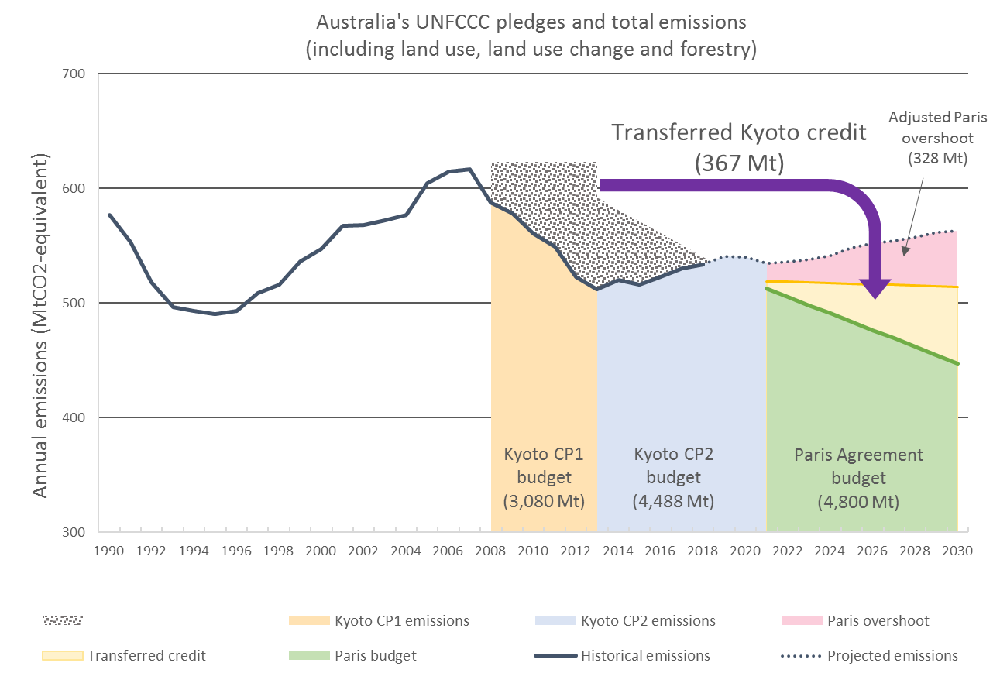 Australia's UNFCCC pledges and total emissions
(including land use, land use change and forestry)
Annual emissions (MtCO2-equivalent)
700
600
500
400
300
Transferred Kyoto credit
(367 Mt)
Adjusted Paris
overshoot
(328 Mt)
Kyoto CP1
budget
(3,080 Mt)
Kyoto CP2
budget
(4,488 Mt)
Paris Agreement
budget
(4,800 Mt)
1990 1992 1994 1996 1998 2000 2002 2004 2006 2008 2010 2012 2014 2016 2018 2020 2022 2024 2026 2028 2030
Kyoto CP1 emissions Kyoto CP2 emissions Paris overshoot
Transferred credit Paris budget Historical emissions Projected emissions